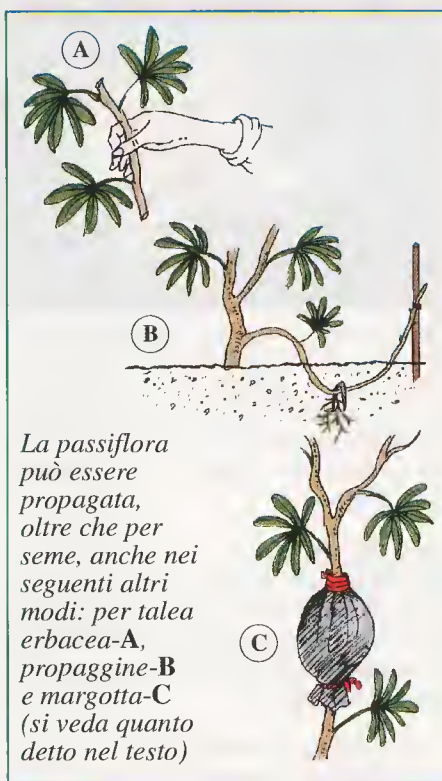 A
B
C
La passiflora
può essere
propagata,
oltre che per
seme, anche nei
seguenti altri
modi: per talea
erbacea-A,
propaggine-B
e margotta-C
(si veda quanto
detto nel testo)